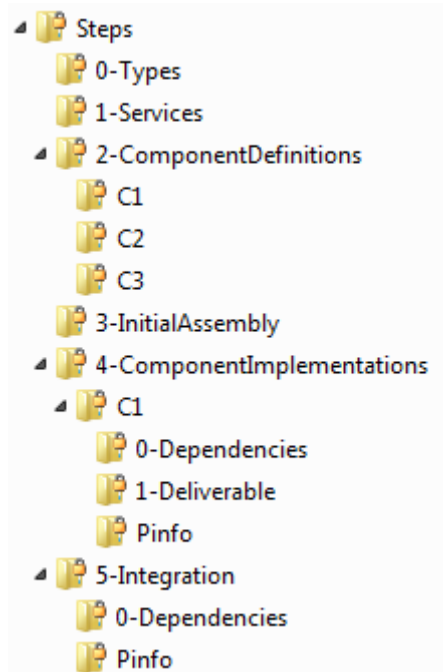 Steps
0-Types
1-Services
2-ComponentDefinitions
C1
C2
C3
3-InitialAssembly
4-ComponentImplementations
C1
0-Dependencies
1-Deliverable
Pinfo
5-Integration
0-Dependencies
Pinfo